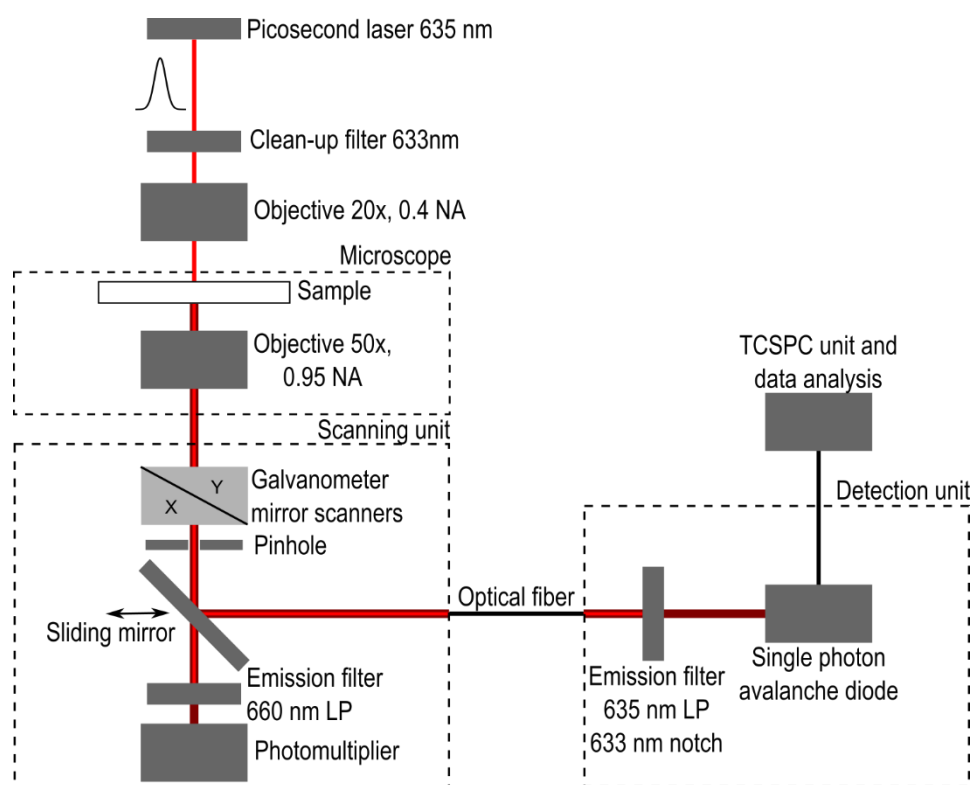 Picosecond laser 635 nm
Clean-up filter 633nm
Objective 20x, 0.4 NA
Microscope
Sample
Objective 50x,
0.95 NA
Scanning unit
Galvanometer
mirror scanners
X
Y
Pinhole
Sliding mirror
Emission filter
660 nm LP
Photomultiplier
Optical fiber
TCSPC unit and
data analysis
Detection unit
Emission filter
635 nm LP
633 nm notch
Single photon
avalanche diode